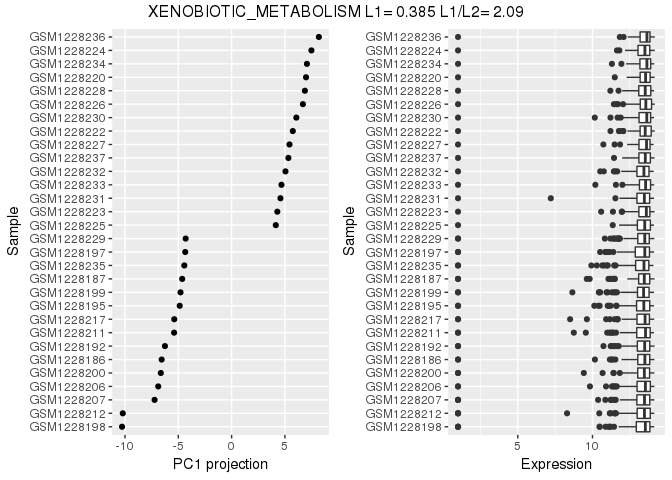 XENOBIOTIC_METABOLISM L1= 0.385 L1/L2= 2.09
Sample
GSM1228236
GSM1228224
GSM1228234
GSM1228220
GSM1228228
GSM1228226
GSM1228230
GSM1228222
GSM1228227
GSM1228237
GSM1228232
GSM1228233
GSM1228231
GSM1228223
GSM1228225
GSM1228229
GSM1228197
GSM1228235
GSM1228187
GSM1228199
GSM1228195
GSM1228217
GSM1228211
GSM1228192
GSM1228186
GSM1228200
GSM1228206
GSM1228207
GSM1228212
GSM1228198
-10 -5 0 5
PC1 projection
Sample
GSM1228236
GSM1228224
GSM1228234
GSM1228220
GSM1228228
GSM1228226
GSM1228230
GSM1228222
GSM1228227
GSM1228237
GSM1228232
GSM1228233
GSM1228231
GSM1228223
GSM1228225
GSM1228229
GSM1228197
GSM1228235
GSM1228187
GSM1228199
GSM1228195
GSM1228217
GSM1228211
GSM1228192
GSM1228186
GSM1228200
GSM1228206
GSM1228207
GSM1228212
GSM1228198
5 10
Expression